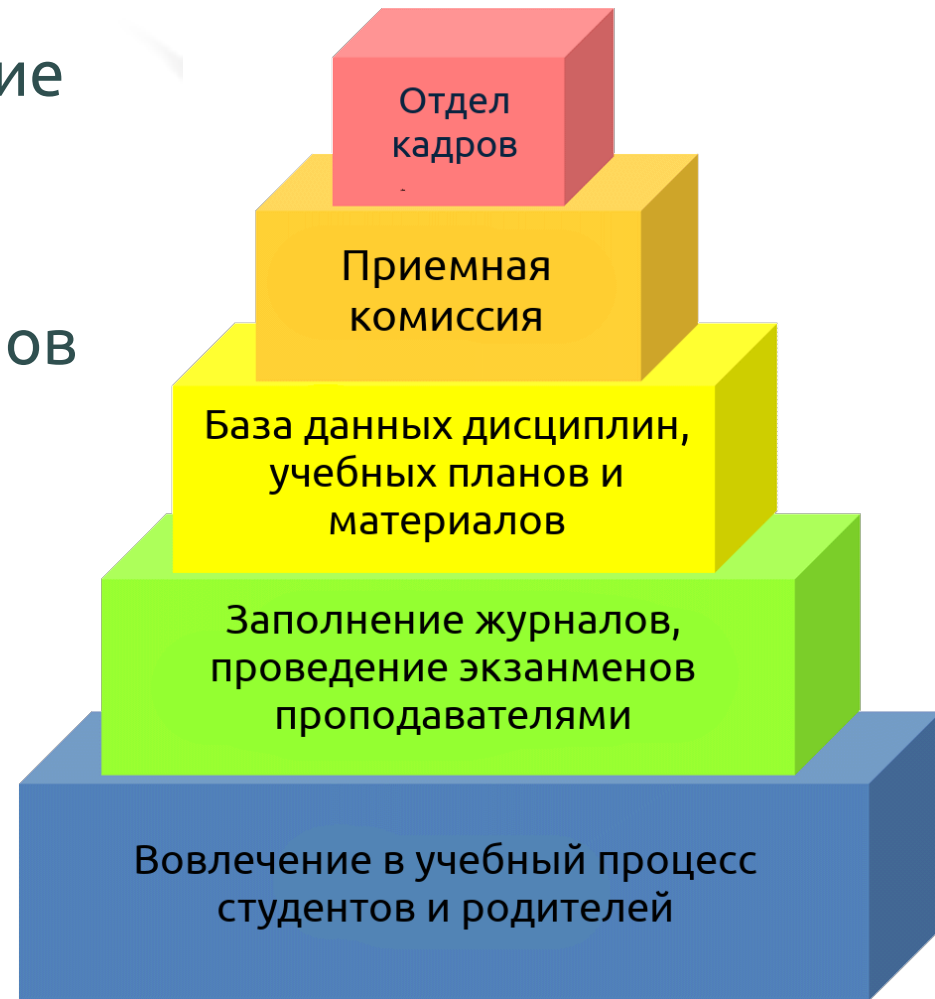 ие
ов
Отдел
кадров
Приемная
комиссия
База данных дисциплин,
учебных планов и
материалов
Заполнение журналов,
проведение экзанменов
проподавателями
Вовлечение в учебный процесс
студентов и родителей